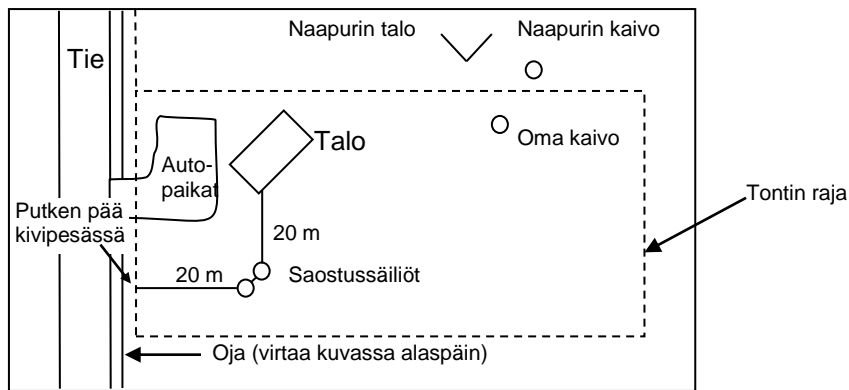 Naapurin talo
Naapurin kaivo
Tie
Talo
Oma kaivo
Auto-
paikat
Tontin raja
Putken pää
kivipesässä
20 m
20 m
Saostussäiliöt
Oja (virtaa kuvassa alaspäin)